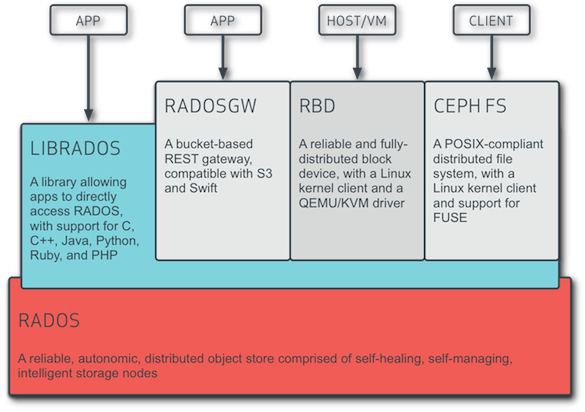 APP
APP
HOST/VM
CLIENT
RADOSGW
A bucket-based
REST gateway,
compatible with S3
and Swift
RBD
A reliable and fully-
distributed block
device, with a Linux
kernel client and a
QEMU/KVM driver
CEPH FS
A POSIX-compliant
distributed file
system, with a
Linux kernel client
and support for
FUSE
LIBRADOS
A library allowing
apps to directly
access RADOS,
with support for C,
C++, Java, Python,
Ruby, and PHP
RADOS
A reliable, autonomic, distributed object store comprised of self-healing, self-managing,
intelligent storage nodes